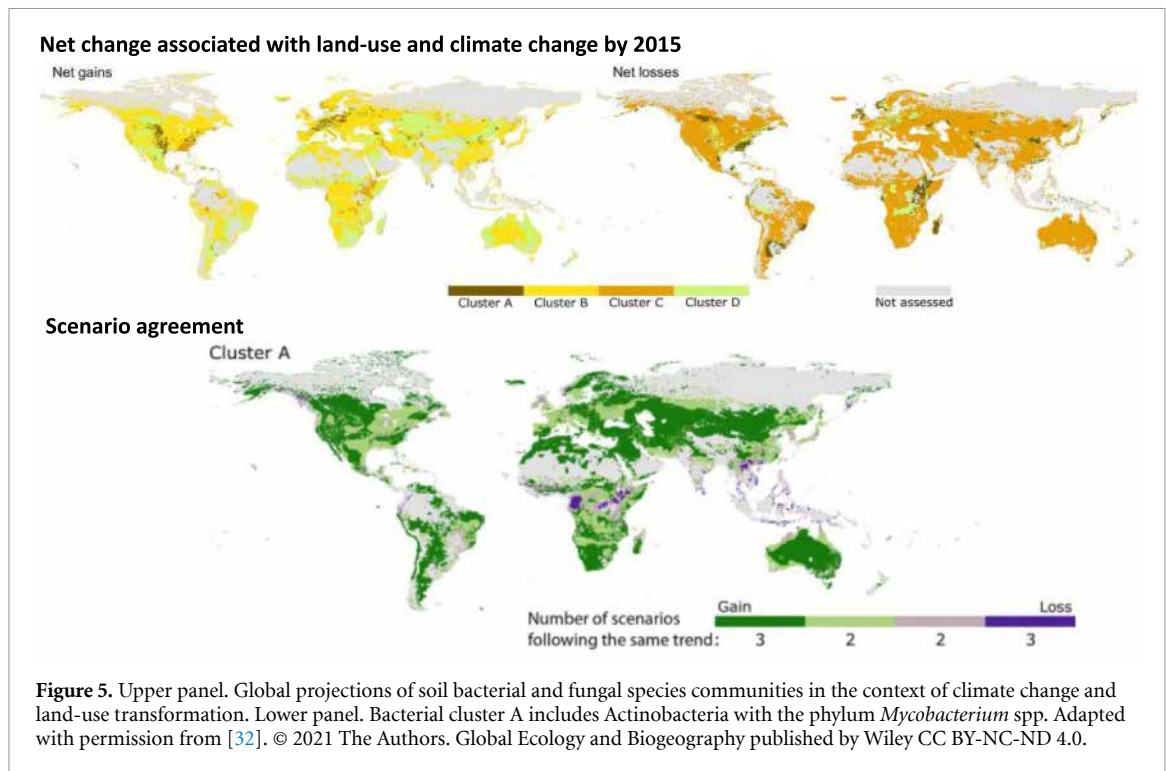 Net change associated with land-use and climate change by 2015
Net gains
Net losses
Cluster A Cluster B Cluster C Cluster D
Not assessed
Scenario agreement
Cluster A
Gain Loss
Number of scenarios
following the same trend: 3 2 2 3
Figure 5. Upper panel. Global projections of soil bacterial and fungal species communities in the context of climate change and
land-use transformation. Lower panel. Bacterial cluster A includes Actinobacteria with the phylum Mycobacterium spp. Adapted
with permission from [32]. © 2021 The Authors. Global Ecology and Biogeography published by Wiley CC BY-NC-ND 4.0.